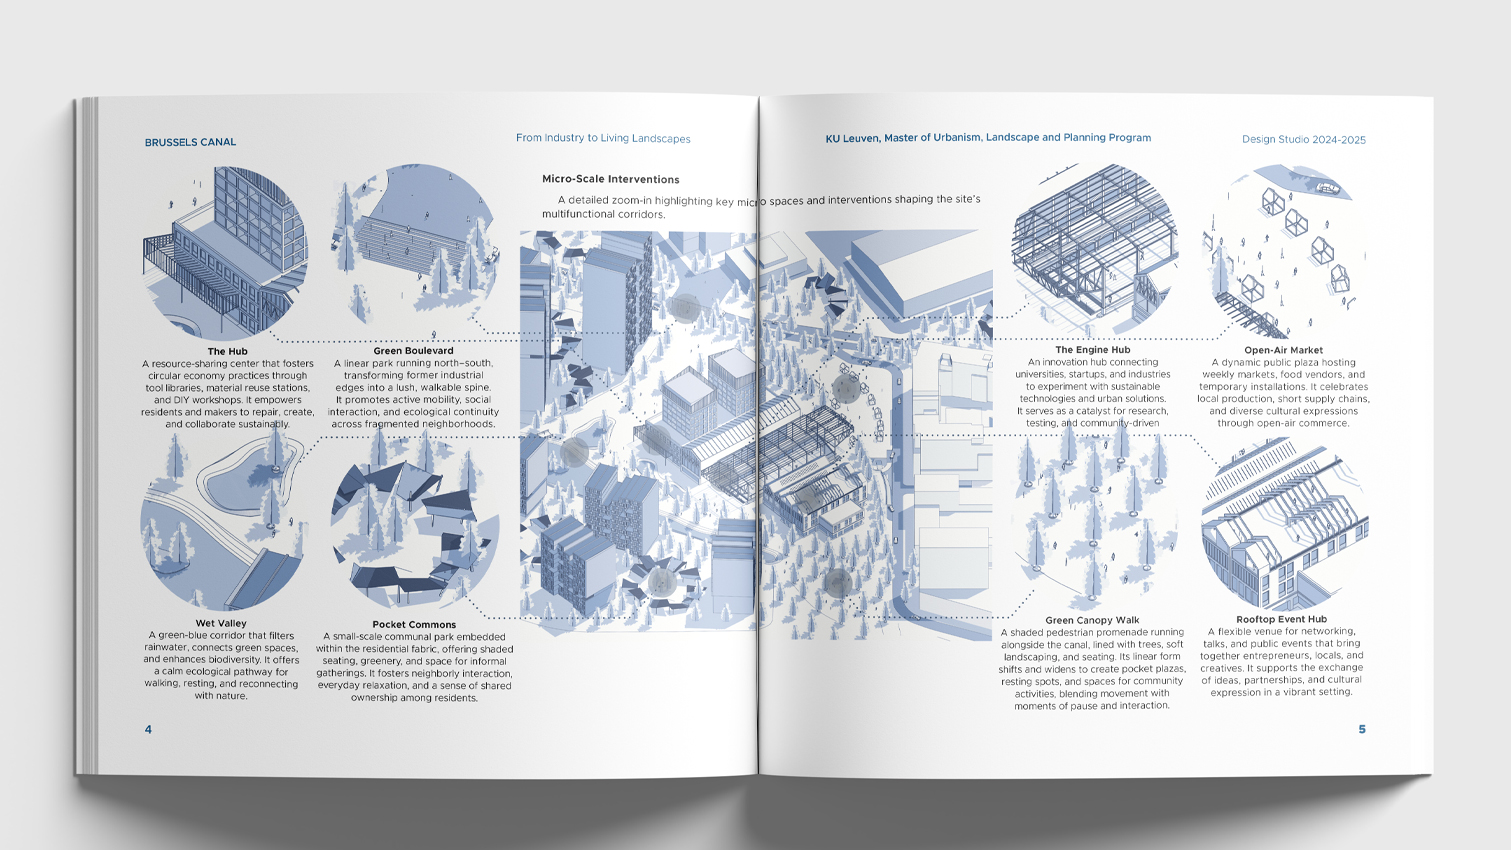 BRUSSELS CANAL
From Industry to Living Landscapes
KU Leuven, Master of Urbanism, Landscape and Planning Program
Design Studio 2024-2025
Micro-Scale Interventions
A detailed zoom-in highlighting key micro spaces and interventions shaping the site's
multifunctional corridors.
The Hub
A resource-sharing center that fosters
circular economy practices through
tool libraries, material reuse stations,
and DIY workshops. It empowers
residents and makers to repair, create,
and collaborate sustainably.
Green Boulevard
A linear park running north–south,
transforming former industrial
edges into a lush, walkable spine.
It promotes active mobility, social
interaction, and ecological continuity
across fragmented neighborhoods.
The Engine Hub
An innovation hub connecting
universities, startups, and industries
to experiment with sustainable
technologies and urban solutions.
It serves as a catalyst for research,
testing, and community-driven
Open-Air Market
A dynamic public plaza hosting
weekly markets, food vendors, and
temporary installations. It celebrates
local production, short supply chains,
and diverse cultural expressions
through open-air commerce.
Wet Valley
A green-blue corridor that filters
rainwater, connects green spaces,
and enhances biodiversity. It offers
a calm ecological pathway for
walking, resting, and reconnecting
with nature.
Pocket Commons
A small-scale communal park embedded
within the residential fabric, offering shaded
seating, greenery, and space for informal
gatherings. It fosters neighborly interaction,
everyday relaxation, and a sense of shared
ownership among residents.
Green Canopy Walk
A shaded pedestrian promenade running
alongside the canal, lined with trees, soft
landscaping, and seating. Its linear form
shifts and widens to create pocket plazas,
resting spots, and spaces for community
activities, blending movement with
moments of pause and interaction.
Rooftop Event Hub
A flexible venue for networking,
talks, and public events that bring
together entrepreneurs, locals, and
creatives. It supports the exchange
of ideas, partnerships, and cultural
expression in a vibrant setting.
4
5